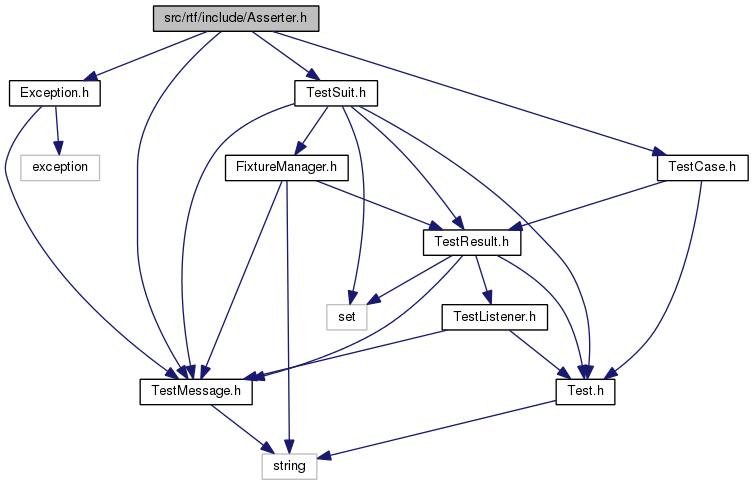 src/rtf/include/Asserter.h
Exception.h
TestSuit.h
exception
FixtureManager.h
TestCase.h
TestResult.h
set
TestListener.h
TestMessage.h
Test.h
string